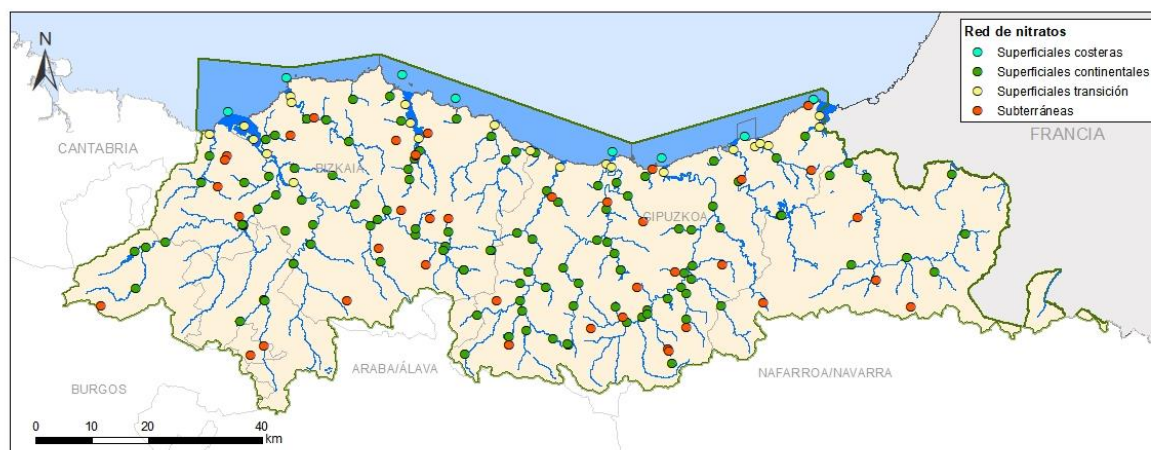 N
Red de nitratos
Superficiales costeras
Superficiales continentales
Superficiales transición
Subterráneas
FRANCIA
CANTABRIA
BIZKAIA
GIPUZKOA
ARABA/ÁLAVA
NAFARROA/NAVARRA
BURGOS
0 10 20 40
km